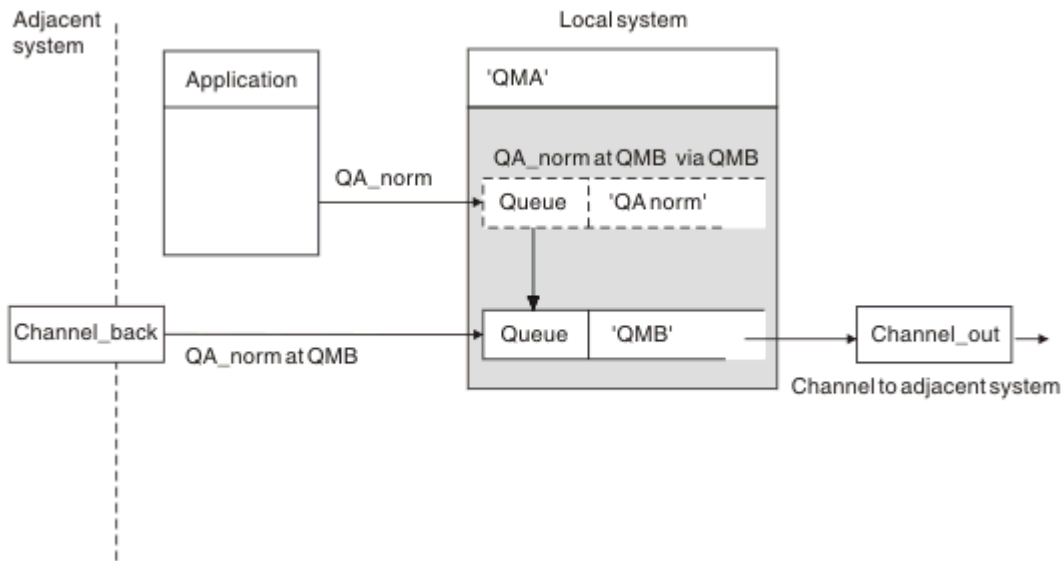 Adjacent
system
Local system
Application
'QMA'
QA_norm at QMB via QMB
QA_norm
Queue
'QA norm'
Channel_back
QA_norm at QMB
Queue
'QMB'
Channel_out
Channel to adjacent system